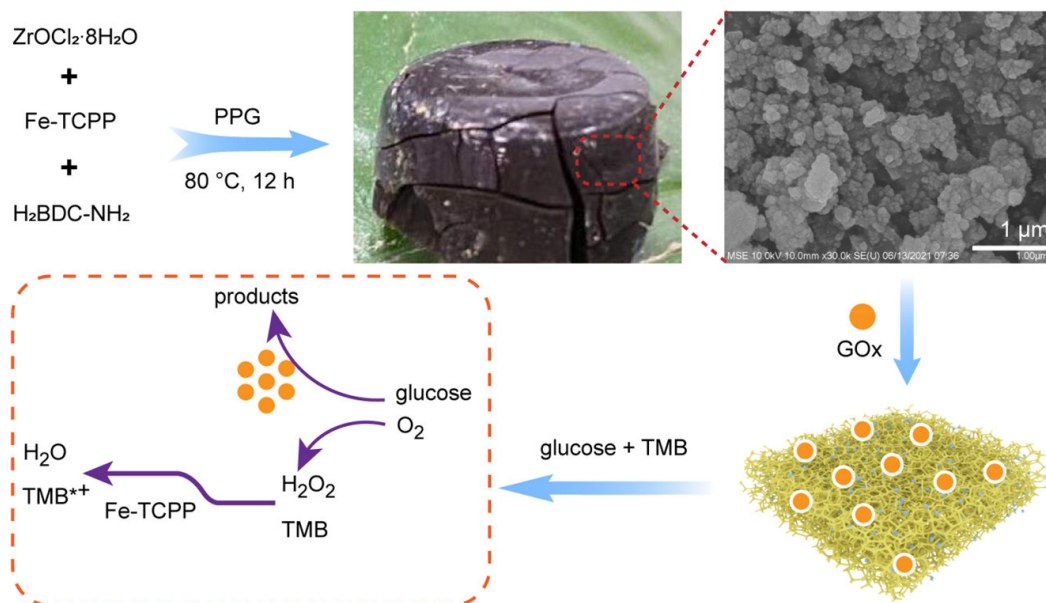 ZrOCl₂·8H₂O
+
Fe-TCPP
+
H₂BDC-NH₂
PPG
80 °C, 12 h
1 μm
MSE 10.0kV 10.0mm x30.0k SE(U) 06/13/2021 07:36
1.00μm
GOx
glucose + TMB
products
glucose
O₂
H₂O₂
TMB
Fe-TCPP
H₂O
TMB*⁺